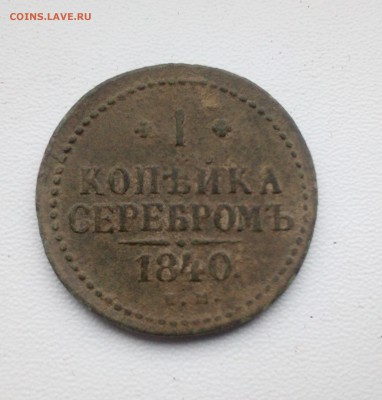 COINS.LAVE.RU
1
КОПѢЙКА
СЕРЕБРОМЪ
1840.